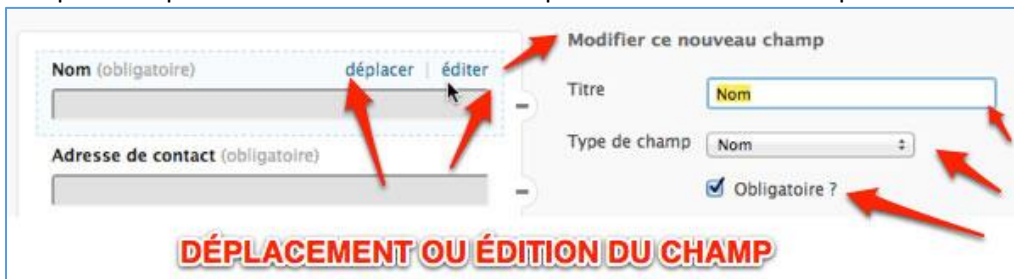 Nom (obligatoire) déplacer | éditer
Adresse de contact (obligatoire)
Modifier ce nouveau champ
Titre Nom
Type de champ Nom
Obligatoire ?
DÉPLACEMENT OU ÉDITION DU CHAMP